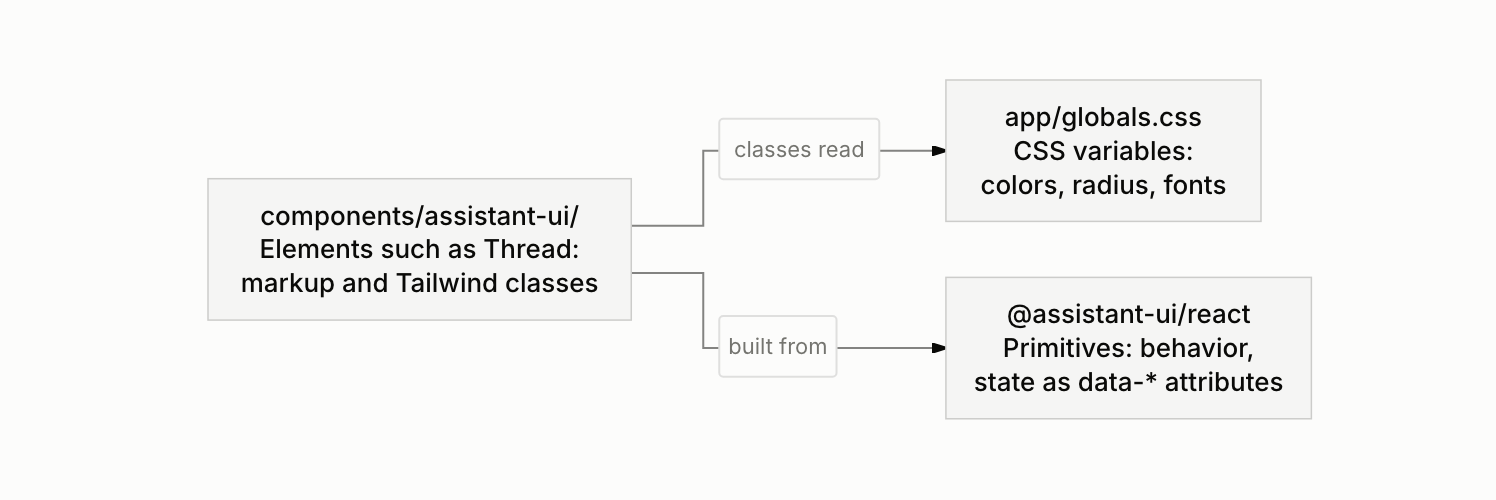 components/assistant-ui/
Elements such as Thread:
markup and Tailwind classes
classes read
app/globals.css
CSS variables:
colors, radius, fonts
built from
@assistant-ui/react
Primitives: behavior,
state as data-* attributes